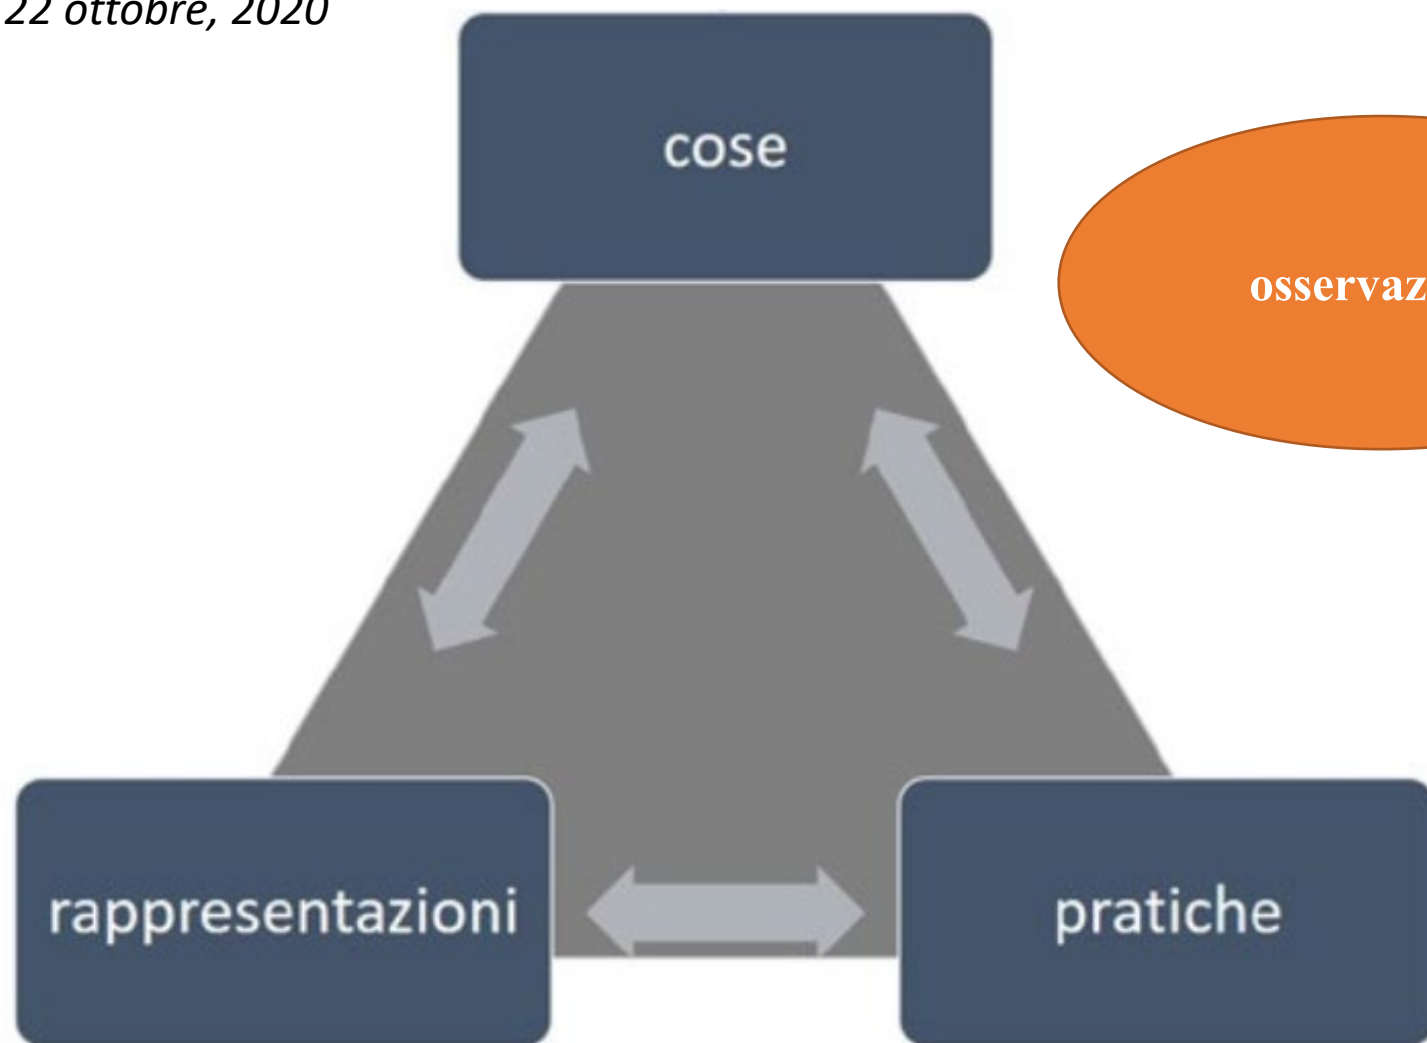 22 ottobre, 2020
cose
osservaz
rappresentazioni
pratiche